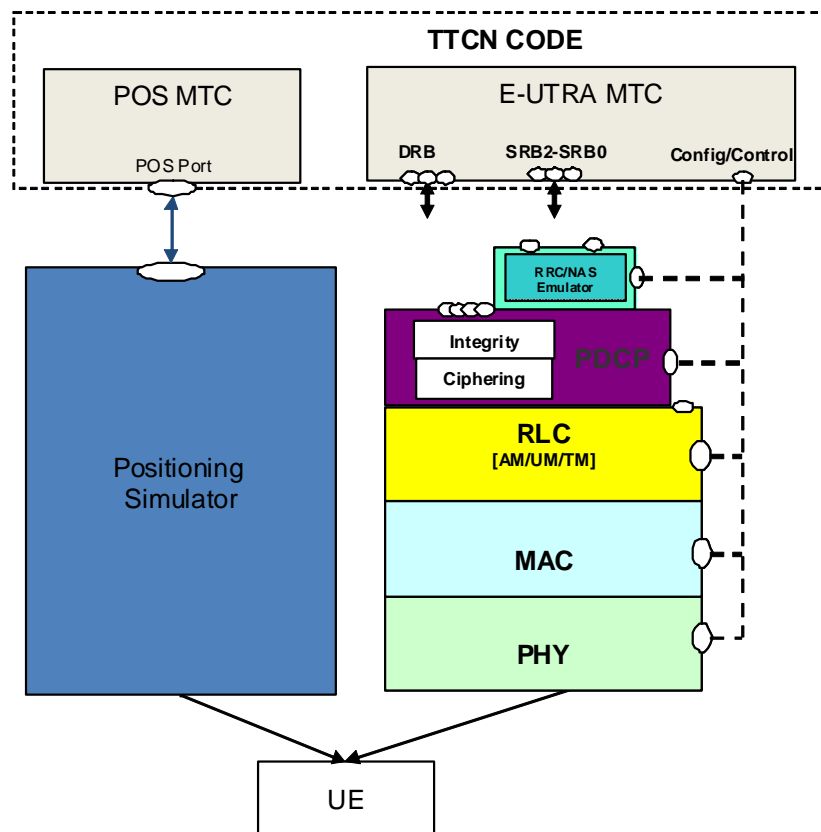 TTCN CODE
POS MTC
E-UTRA MTC
DRB
SRB2-SRB0
Config/Control
POS Port
RRC/NAS
Emulator
Integrity
PDCP
Ciphering
RLC
[AM/UM/TM]
Positioning
Simulator
MAC
PHY
UE